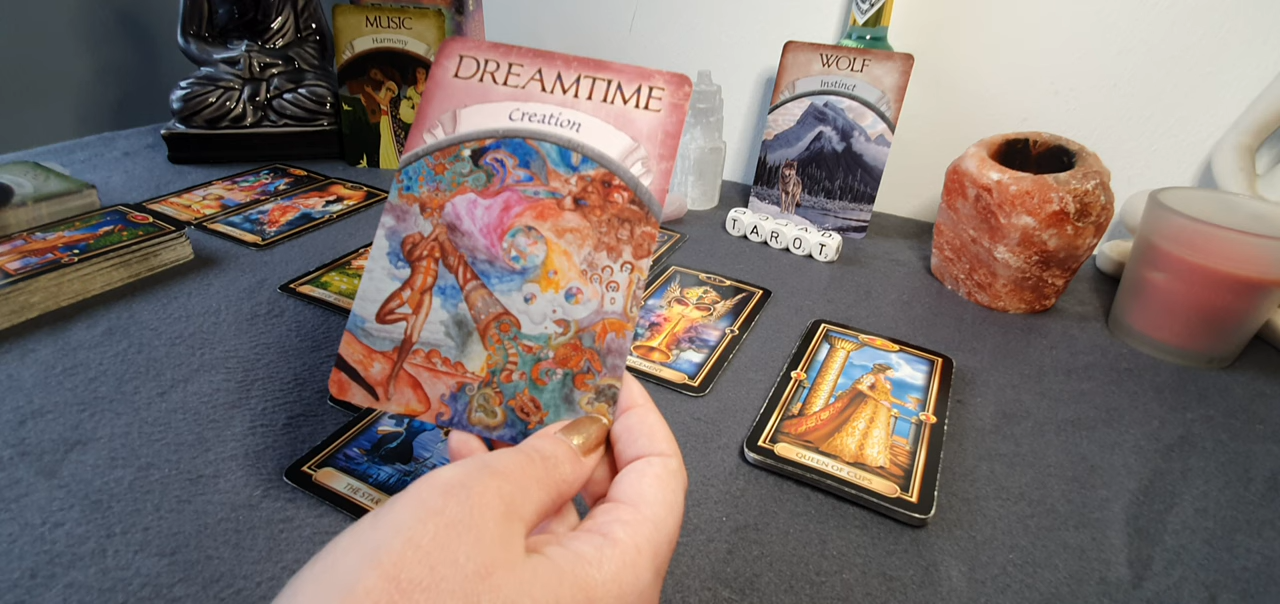 MUSIC
Harmony
DREAMTIME
Creation
WOLF
Instinct
TAROT
THE STAR
QUEEN OF CUPS